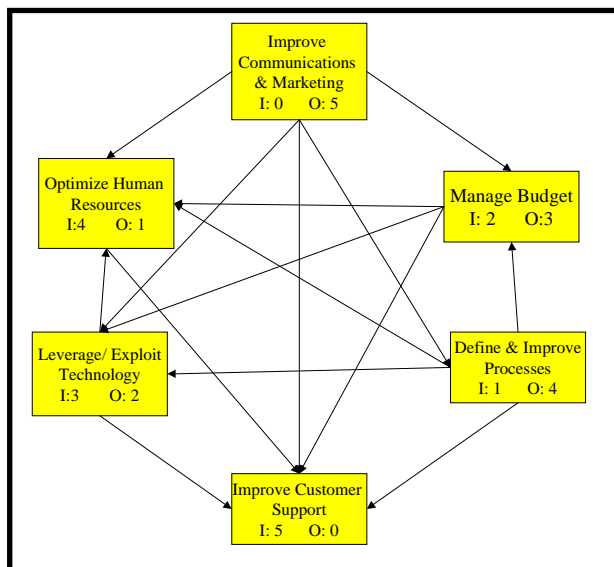 Improve
Communications
& Marketing
I: 0 O: 5
Optimize Human
Resources
I:4 O: 1
Manage Budget
I: 2 O:3
Leverage/ Exploit
Technology
I:3 O: 2
Define & Improve
Processes
I: 1 O: 4
Improve Customer
Support
I: 5 O: 0